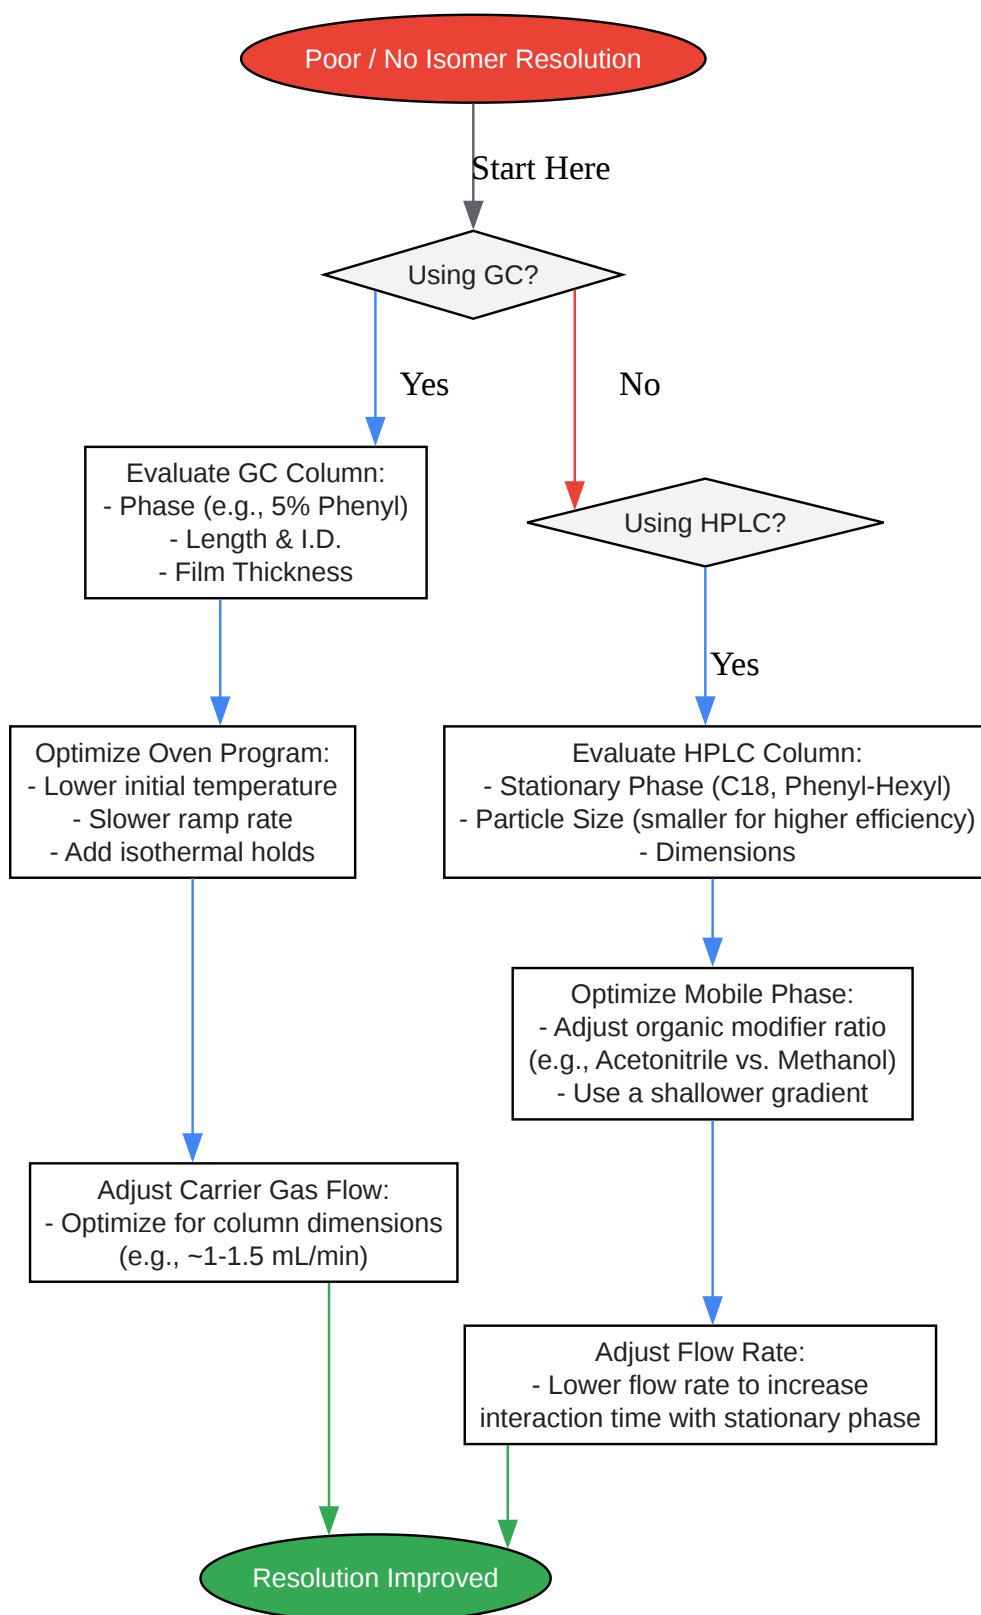 Poor / No Isomer Resolution
Start Here
Using GC?
Yes
No
Evaluate GC Column:
- Phase (e.g., 5% Phenyl)
- Length & I.D.
- Film Thickness
Using HPLC?
Yes
Optimize Oven Program:
- Lower initial temperature
- Slower ramp rate
- Add isothermal holds
Evaluate HPLC Column:
- Stationary Phase (C18, Phenyl-Hexyl)
- Particle Size (smaller for higher efficiency)
- Dimensions
Optimize Mobile Phase:
- Adjust organic modifier ratio
(e.g., Acetonitrile vs. Methanol)
- Use a shallower gradient
Adjust Carrier Gas Flow:
- Optimize for column dimensions
(e.g., ~1-1.5 mL/min)
Adjust Flow Rate:
- Lower flow rate to increase
interaction time with stationary phase
Resolution Improved